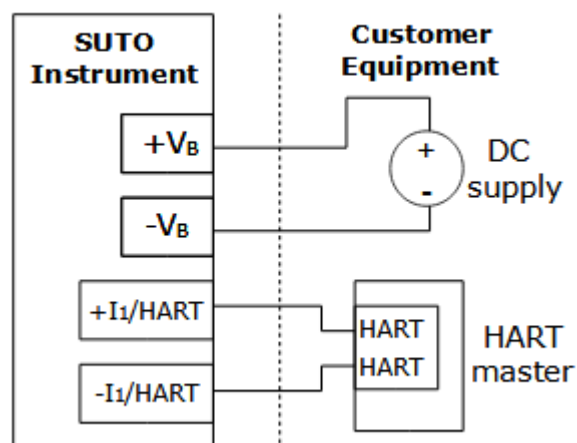 SUTO
Instrument
Customer
Equipment
+VB
+
-
DC
supply
-VB
+I1/HART
HART
HART
-I1/HART
HART
master